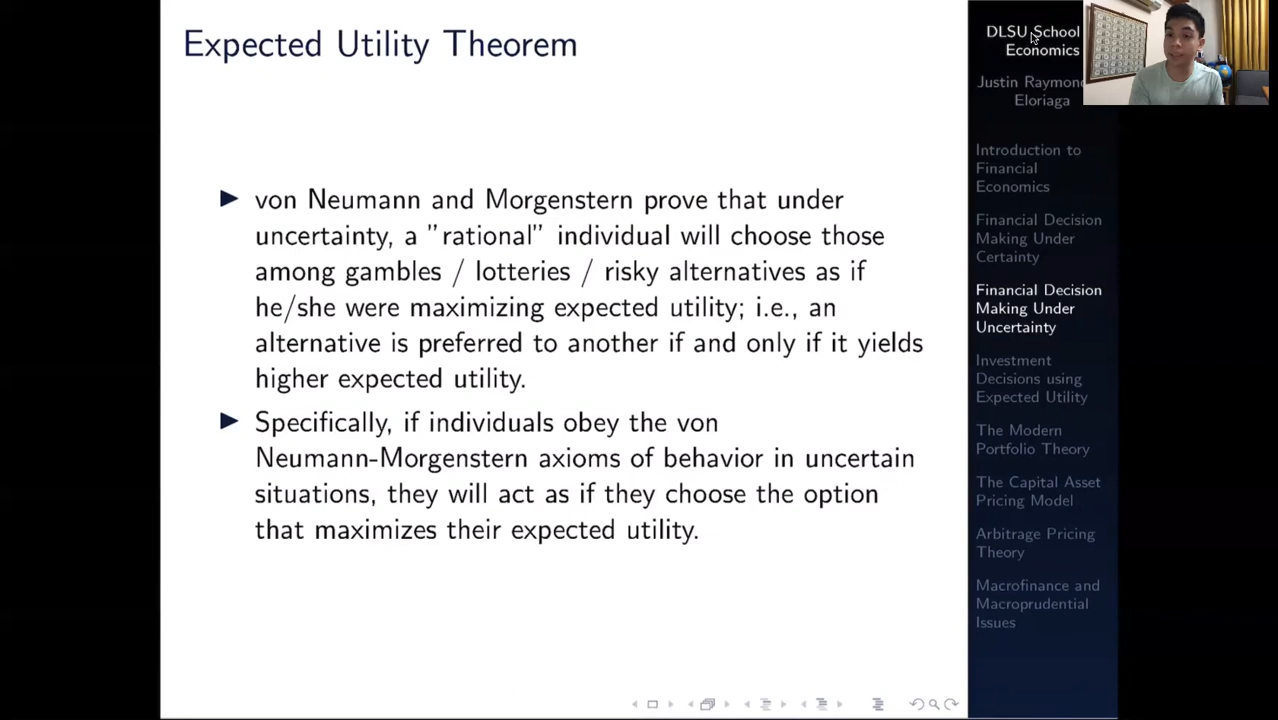 Expected Utility Theorem
von Neumann and Morgenstern prove that under
uncertainty, a "rational" individual will choose those
among gambles / lotteries / risky alternatives as if
he/she were maximizing expected utility; i.e., an
alternative is preferred to another if and only if it yields
higher expected utility.
Specifically, if individuals obey the von
Neumann-Morgenstern axioms of behavior in uncertain
situations, they will act as if they choose the option
that maximizes their expected utility.
DLSU School
Economics
Justin Raymon
Eloriaga
Introduction to
Financial
Economics
Financial Decision
Making Under
Certainty
Financial Decision
Making Under
Uncertainty
Investment
Decisions using
Expected Utility
The Modern
Portfolio Theory
The Capital Asset
Pricing Model
Arbitrage Pricing
Theory
Macrofinance and
Macroprudential
Issues